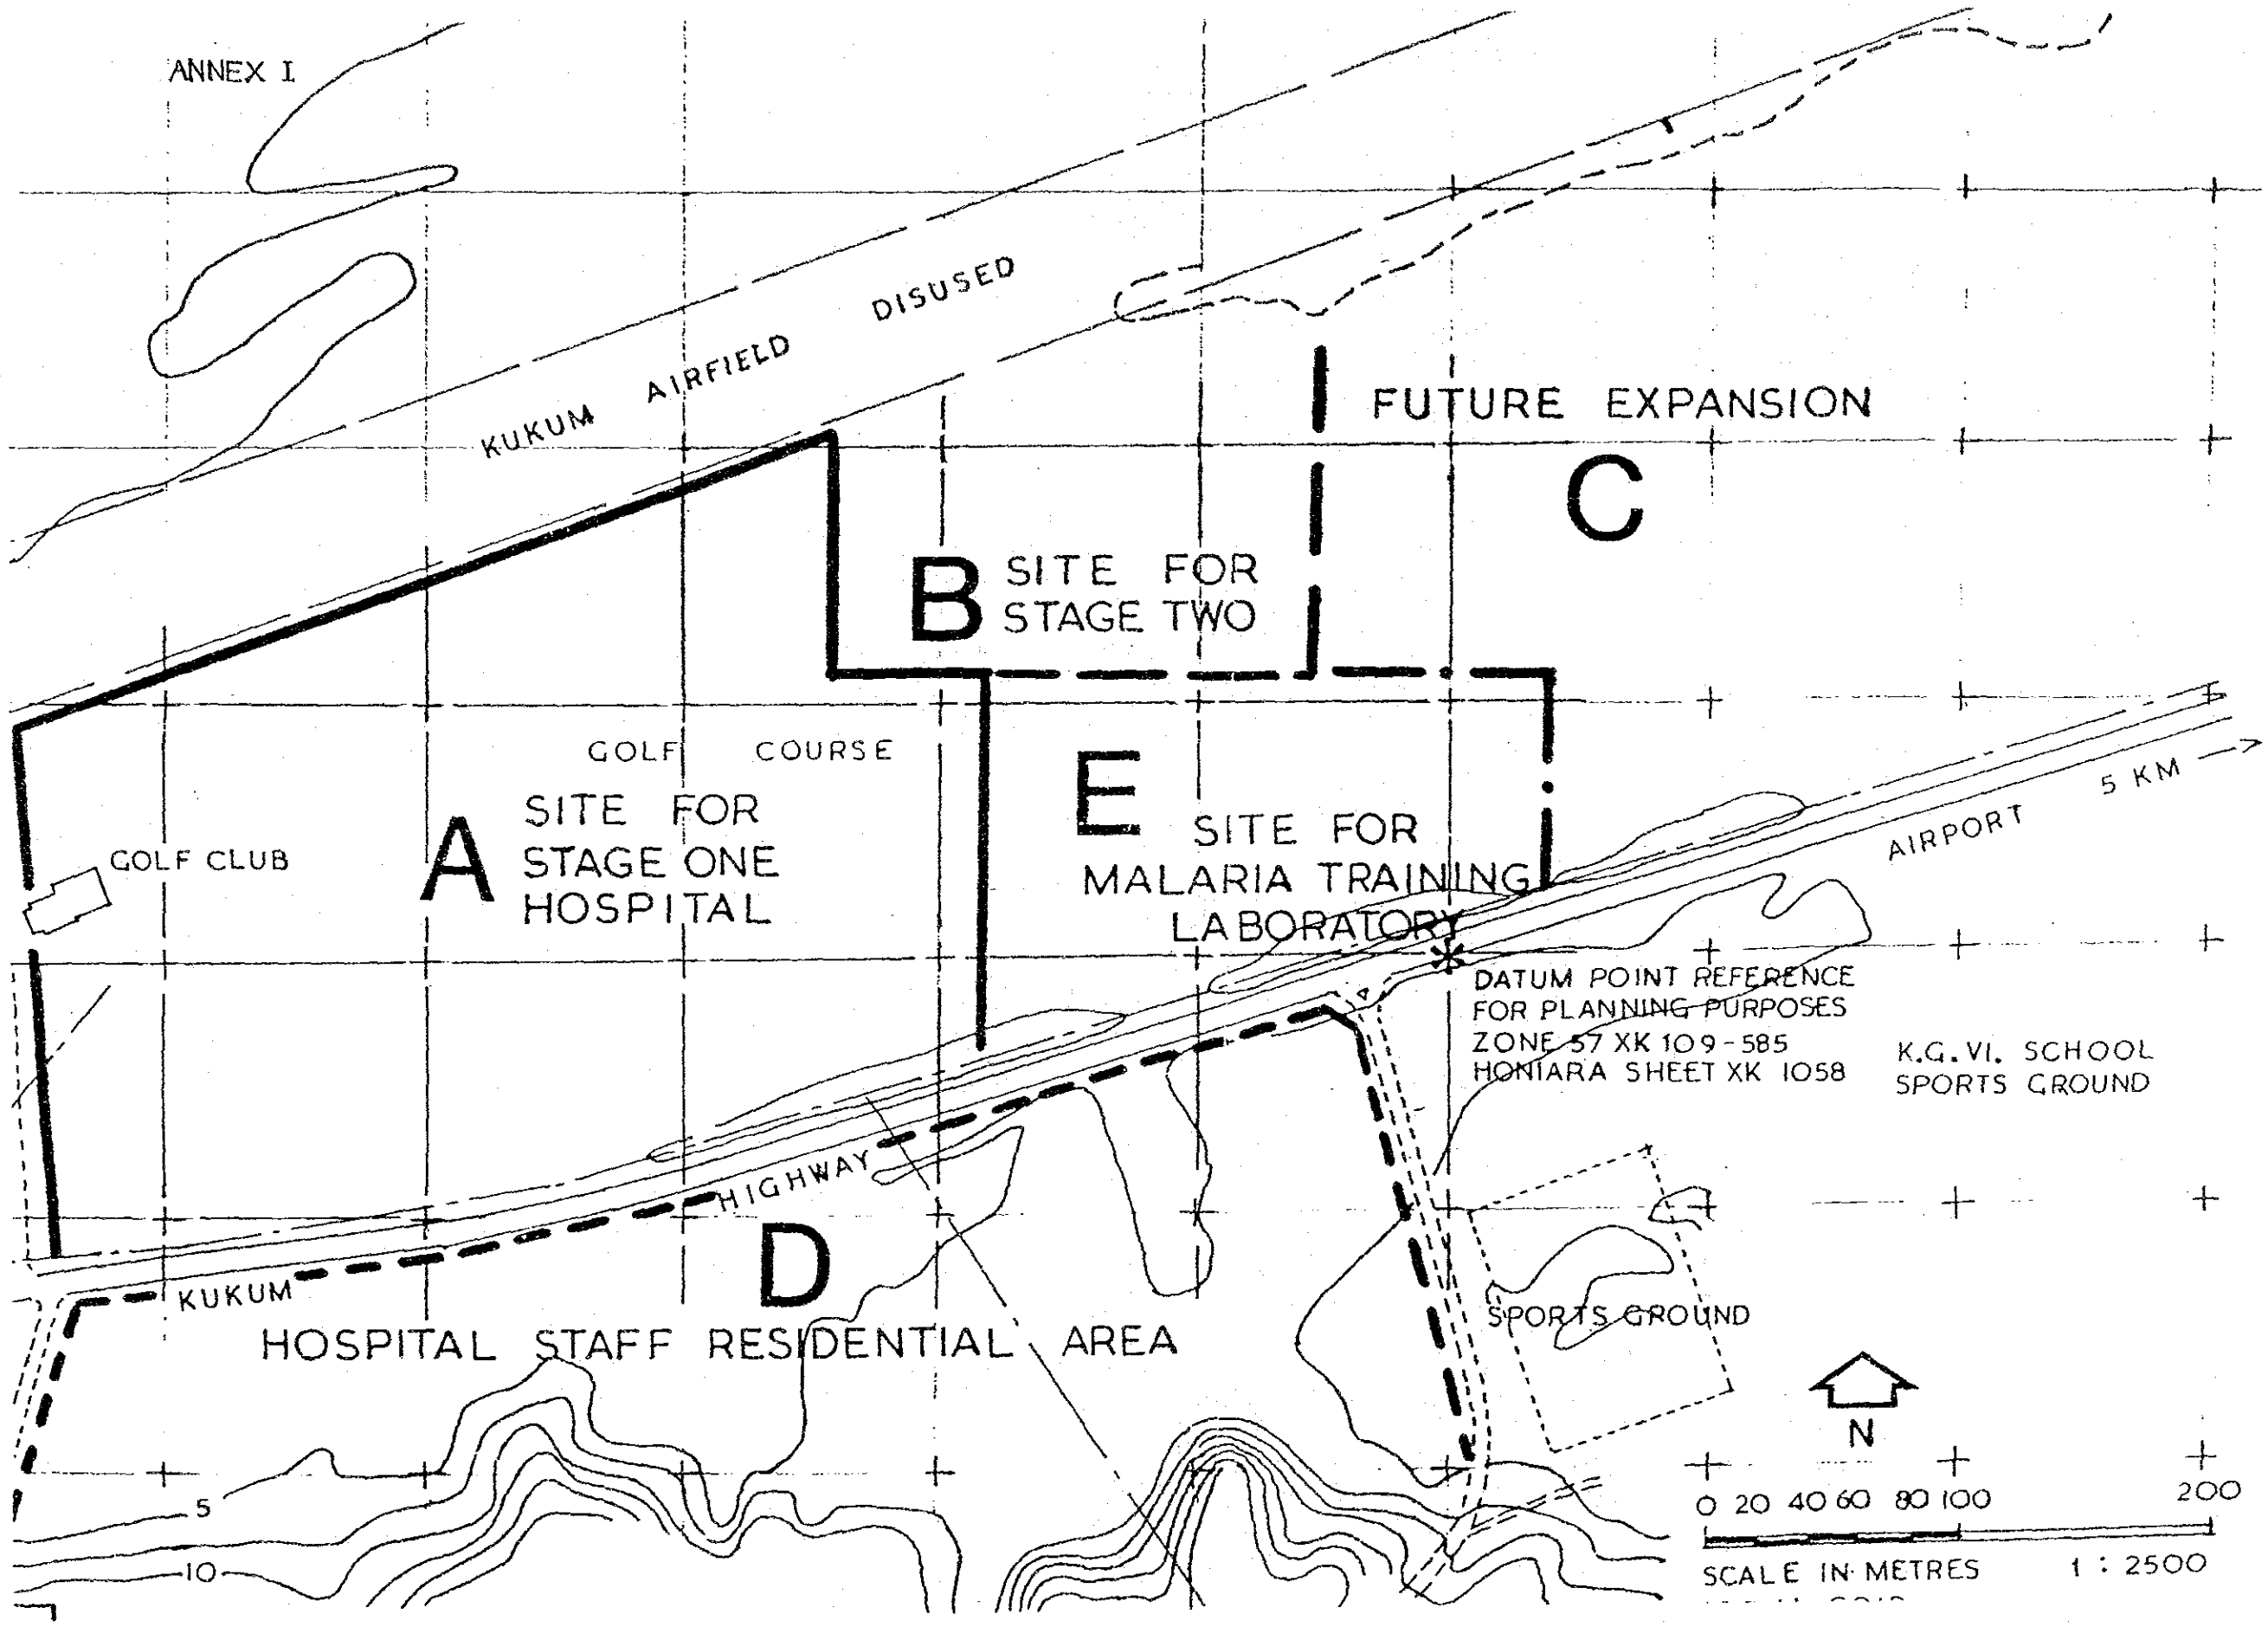 ANNEX I
KUKUM AIRFIELD DISUSED
FUTURE EXPANSION
C
B
SITE FOR
STAGE TWO
GOLF COURSE
A
SITE FOR
STAGE ONE
HOSPITAL
GOLF CLUB
E
SITE FOR
MALARIA TRAINING
LABORATORY
AIRPORT 5 KM
DATUM POINT REFERENCE
FOR PLANNING PURPOSES
ZONE 57 XK 109-585
HONIARA SHEET XK 1058
K.G.VI. SCHOOL
SPORTS GROUND
KUKUM HIGHWAY
D
HOSPITAL STAFF RESIDENTIAL AREA
SPORTS GROUND
N
5
10
0 20 40 60 80 100 200
SCALE IN METRES 1 : 2500